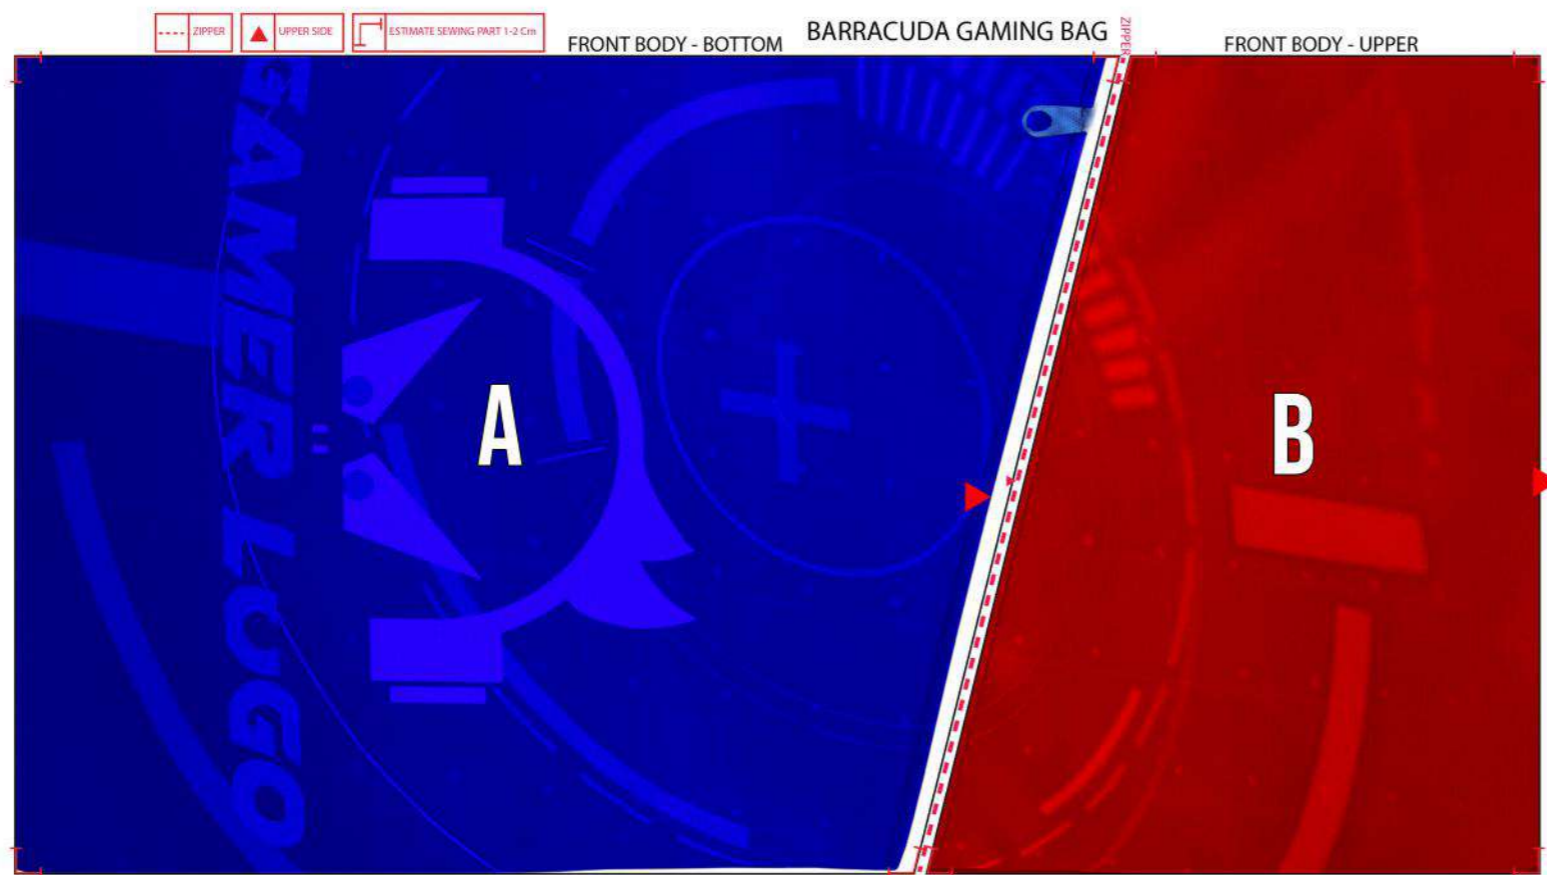 ZIPPER
UPPER SIDE
ESTIMATE SEWING PART 1-2 Cm
FRONT BODY - BOTTOM
BARRACUDA GAMING BAG
ZIPPER
FRONT BODY - UPPER
GAMER LOGO
A
B